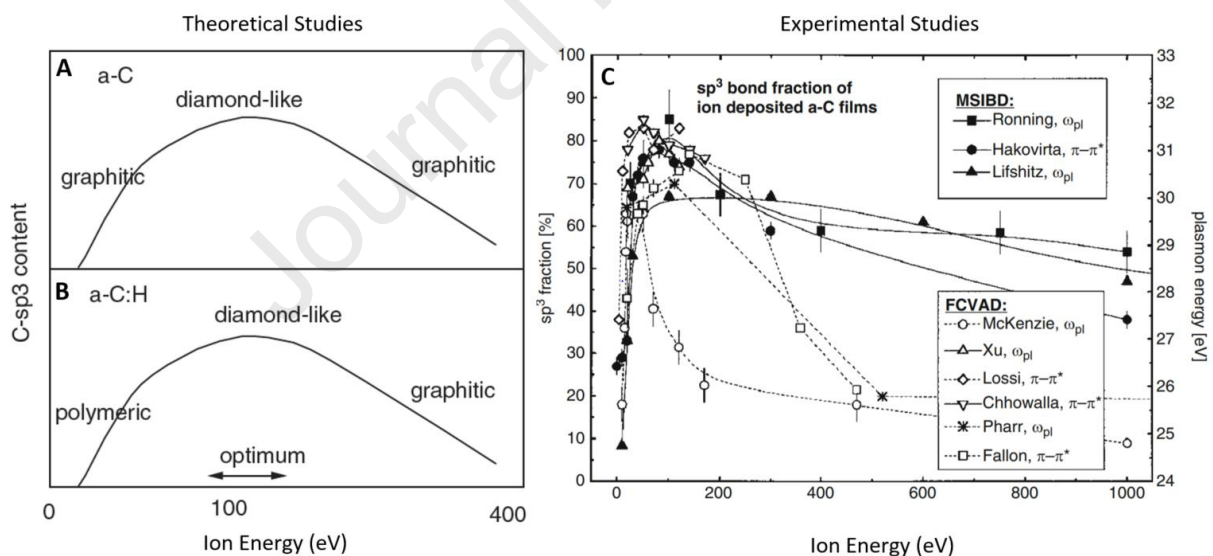 Theoretical Studies
Experimental Studies
Journal
A
a-C
diamond-like
graphitic
graphitic
C-sp3 content
B
a-C:H
diamond-like
graphitic
polymeric
optimum
0
100
400
Ion Energy (eV)
C
sp³ bond fraction of
ion deposited a-C films
MSIBD:
Ronning, ωpl
Hakovirta, π–π*
Lifshitz, ωpl
FCVAD:
McKenzie, ωpl
Xu, ωpl
Lossi, π–π*
Chhowalla, π–π*
Pharr, ωpl
Fallon, π–π*
sp³ fraction [%]
100
90
80
70
60
50
40
30
20
10
0
0
200
400
600
800
1000
Ion Energy (eV)
33
32
31
30
29
28
27
26
25
24
plasmon energy [eV]